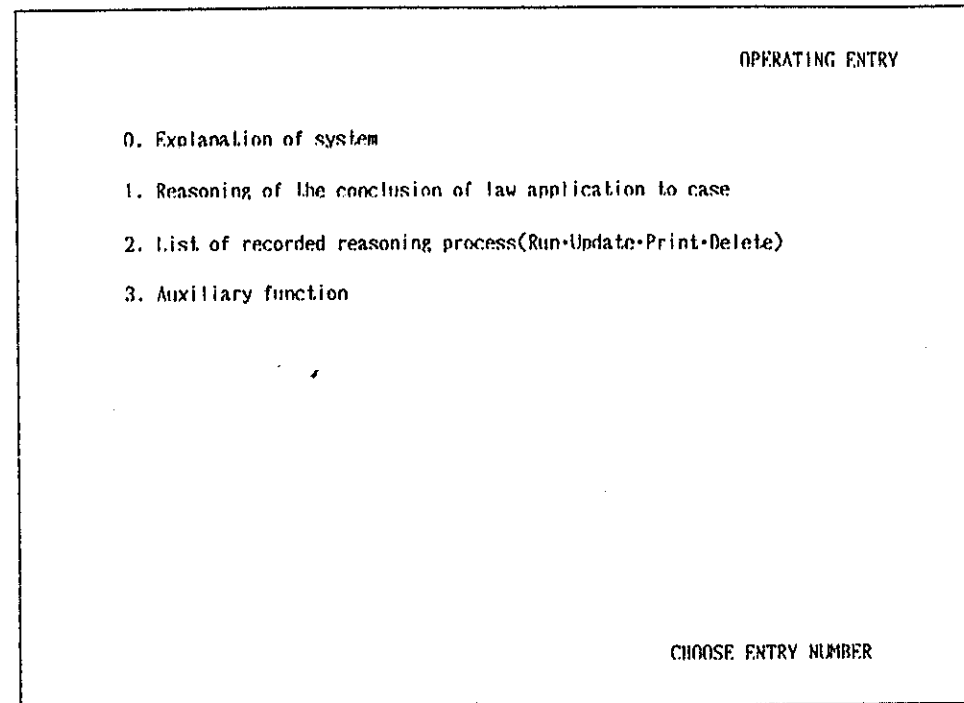 OPERATING ENTRY
0. Explanation of system
1. Reasoning of the conclusion of law application to case
2. List of recorded reasoning process(Run·Update·Print·Delete)
3. Auxiliary function
CHOOSE ENTRY NUMBER